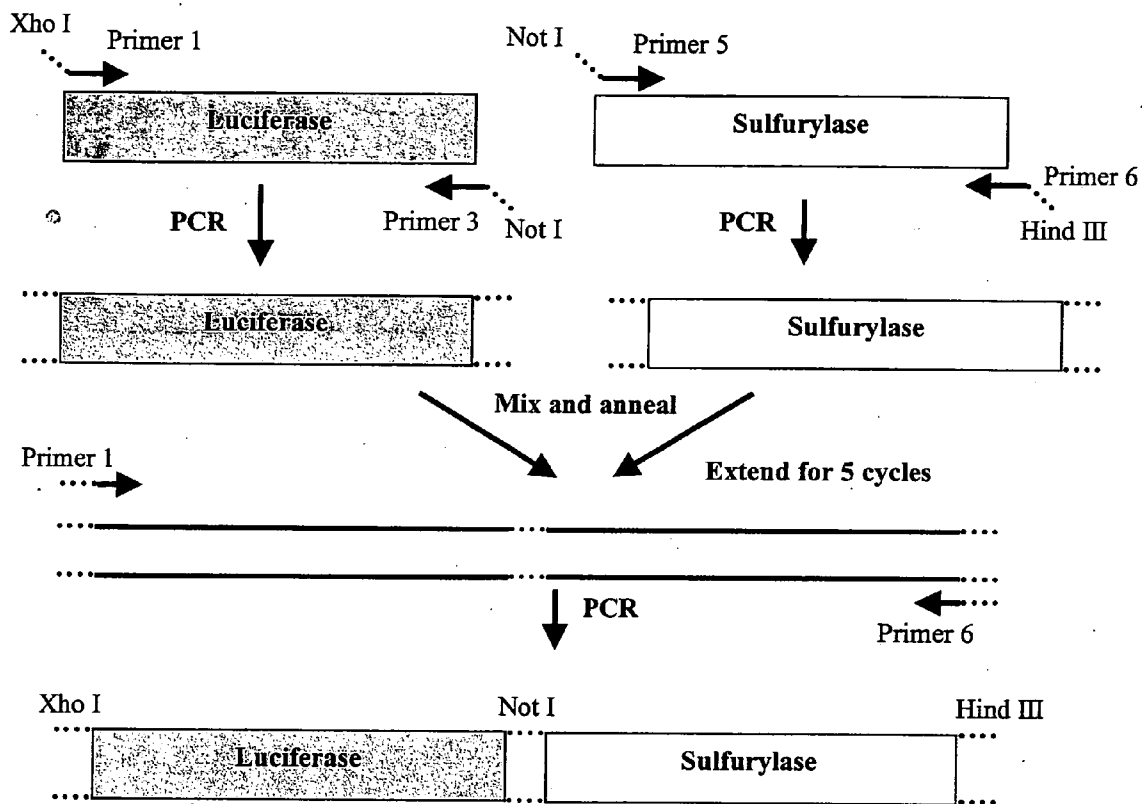 Xho I
Primer 1
Not I
Primer 5
Luciferase
Sulfurylase
PCR
Primer 3
Not I
PCR
Primer 6
Hind III
Luciferase
Sulfurylase
Mix and anneal
Primer 1
Extend for 5 cycles
PCR
Primer 6
Xho I
Not I
Hind III
Luciferase
Sulfurylase